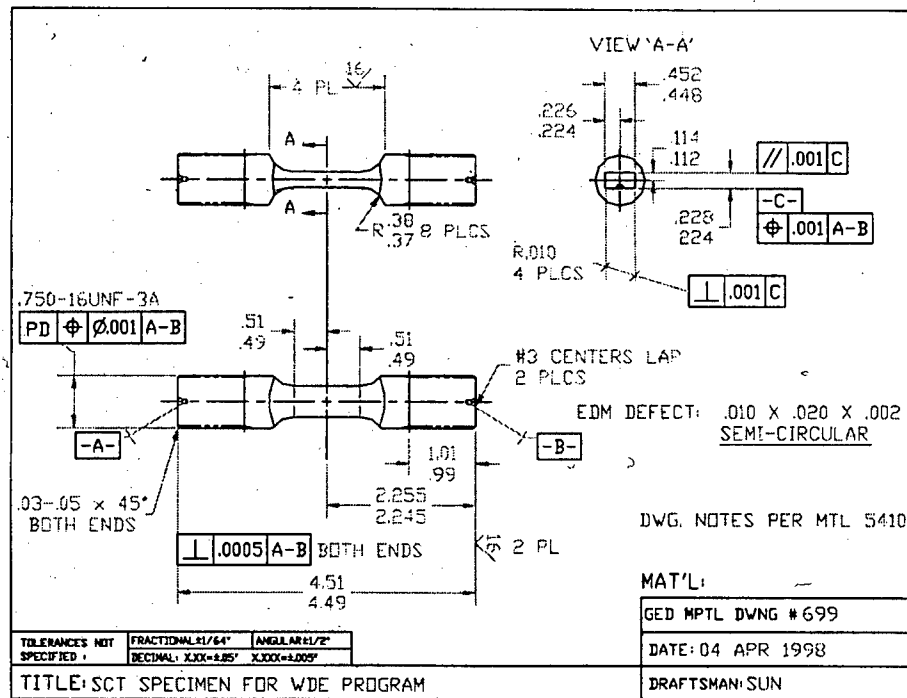 VIEW 'A-A'
4 PL
16
.452
.448
.226
.224
.114
.112
// .001 C
-C-
⌖ .001 A-B
.228
224
A
A
R .38
.37 8 PLCS
R.010
4 PLCS
⊥ .001 C
.750-16UNF-3A
PD ⌖ Ø.001 A-B
.51
.49
.51
.49
#3 CENTERS LAP
2 PLCS
EDM DEFECT: .010 X .020 X .002
SEMI-CIRCULAR
-A-
-B-
1.01
.99
.03-.05 x 45°
BOTH ENDS
2.255
2.245
DWG. NOTES PER MTL 5410
⊥ .0005 A-B BOTH ENDS
16 2 PL
4.51
4.49
MAT'L:
GED MPTL DWNG # 699
TOLERANCES NOT SPECIFIED :
FRACTIONAL±1/64" ANGULAR±1/2°
DECIMAL: X.XX=±.05" X.XXX=±.005"
DATE: 04 APR 1998
TITLE: SCT SPECIMEN FOR WDE PROGRAM
DRAFTSMAN: SUN